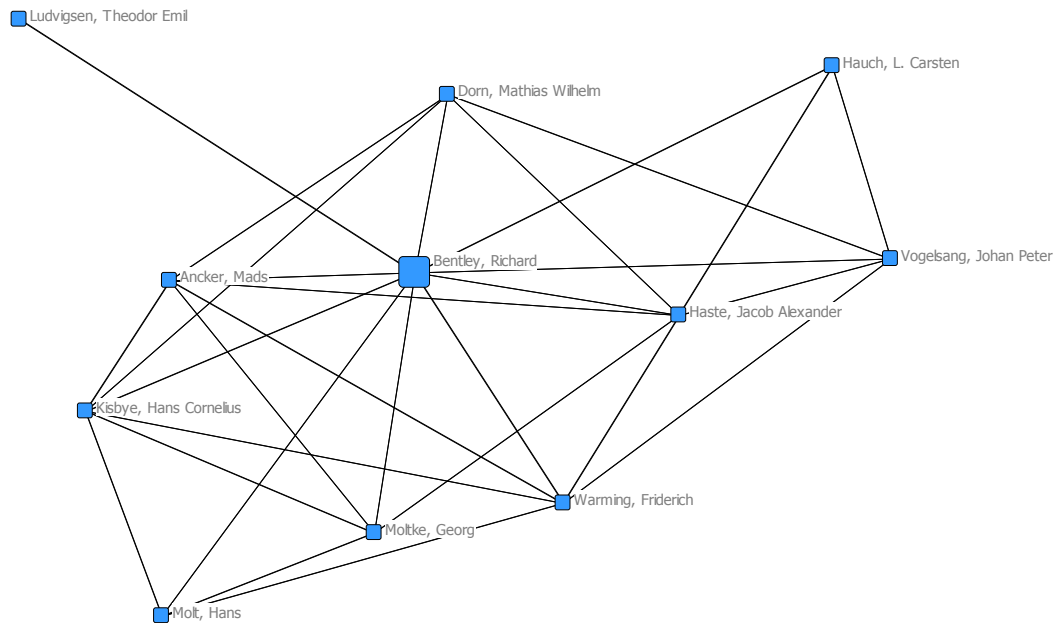 Ludvigsen, Theodor Emil
Hauch, L. Carsten
Dorn, Mathias Wilhelm
Bentley, Richard
Vogelsang, Johan Peter
Ancker, Mads
Haste, Jacob Alexander
Kisbye, Hans Cornelius
Warming, Friderich
Moltke, Georg
Molt, Hans